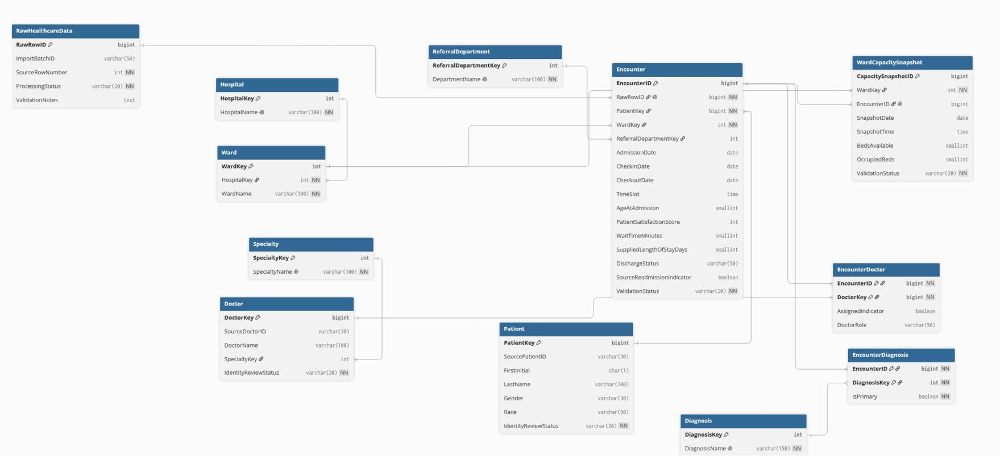 RawHealthcareData
RawRowID bigint
ImportBatchID varchar(50)
SourceRowNumber int NN
ProcessingStatus varchar(20) NN
ValidationNotes text
Hospital
HospitalKey int
HospitalName varchar(100) NN
Ward
WardKey int
HospitalKey int NN
WardName varchar(100) NN
Specialty
SpecialtyKey int
SpecialtyName varchar(100) NN
Doctor
DoctorKey bigint
SourceDoctorID varchar(30)
DoctorName varchar(100)
SpecialtyKey int
IdentityReviewStatus varchar(20) NN
ReferralDepartment
ReferralDepartmentKey int
DepartmentName varchar(100) NN
Patient
PatientKey bigint
SourcePatientID varchar(30)
FirstInitial char(1)
LastName varchar(100)
Gender varchar(30)
Race varchar(50)
IdentityReviewStatus varchar(20) NN
Encounter
EncounterID bigint
RawRowID bigint NN
PatientKey bigint NN
WardKey int NN
ReferralDepartmentKey int
AdmissionDate date
CheckInDate date
CheckoutDate date
TimeSlot time
AgeAtAdmission smallint
PatientSatisfactionScore int
WaitTimeMinutes smallint
SuppliedLengthOfStayDays smallint
DischargeStatus varchar(50)
SourceReadmissionIndicator boolean
ValidationStatus varchar(20) NN
WardCapacitySnapshot
CapacitySnapshotID bigint
WardKey int NN
EncounterID bigint
SnapshotDate date
SnapshotTime time
BedsAvailable smallint
OccupiedBeds smallint
ValidationStatus varchar(20) NN
EncounterDoctor
EncounterID bigint NN
DoctorKey bigint NN
AssignedIndicator boolean
DoctorRole varchar(50)
EncounterDiagnosis
EncounterID bigint NN
DiagnosisKey int NN
IsPrimary boolean NN
Diagnosis
DiagnosisKey int
DiagnosisName varchar(150) NN